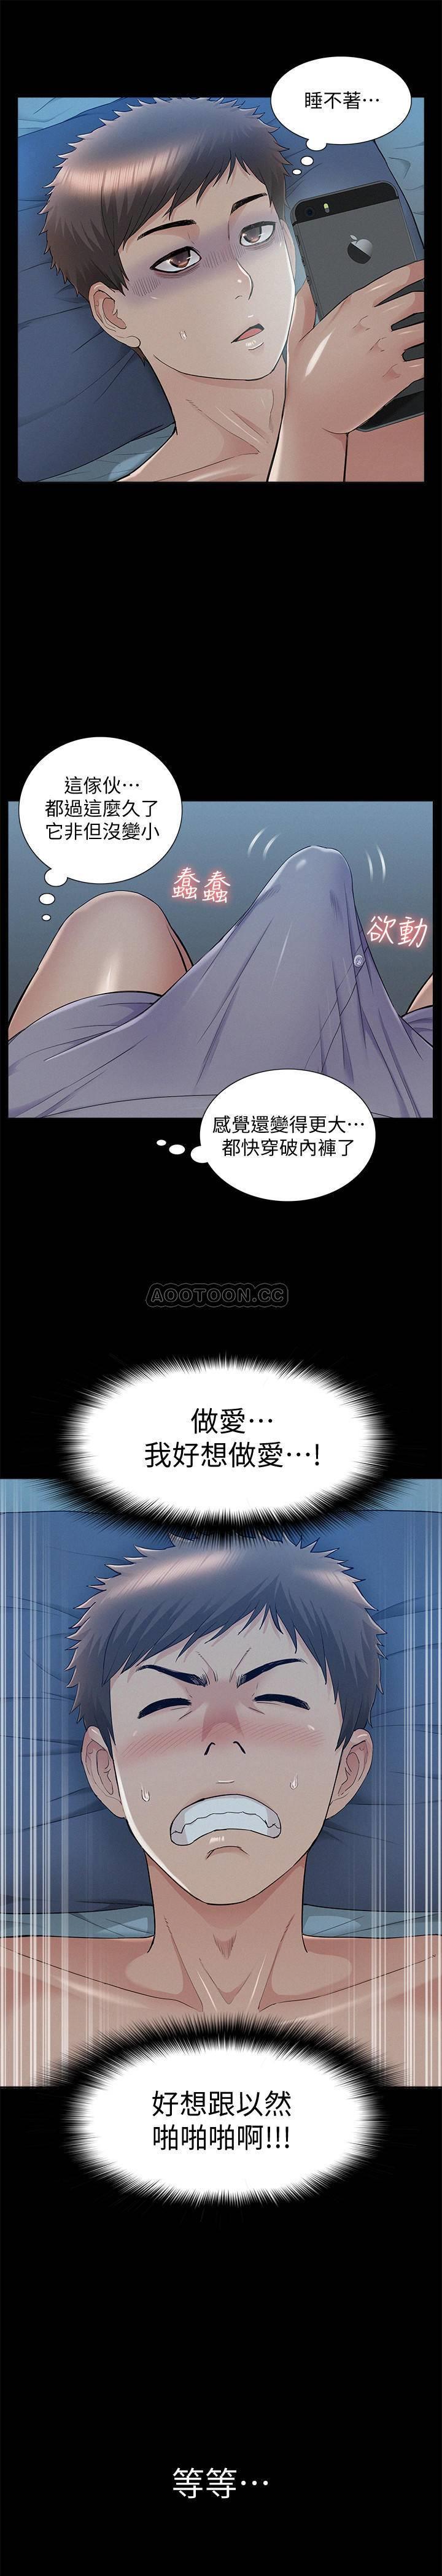 睡不著⋯
這傢伙⋯
都過這麼久了
它非但沒變小
蠢蠢
欲動
感覺還變得更大⋯
都快穿破內褲了
AOOTOON.CC
做愛⋯
我好想做愛⋯!
好想跟以然
啪啪啪啊!!!
等等⋯